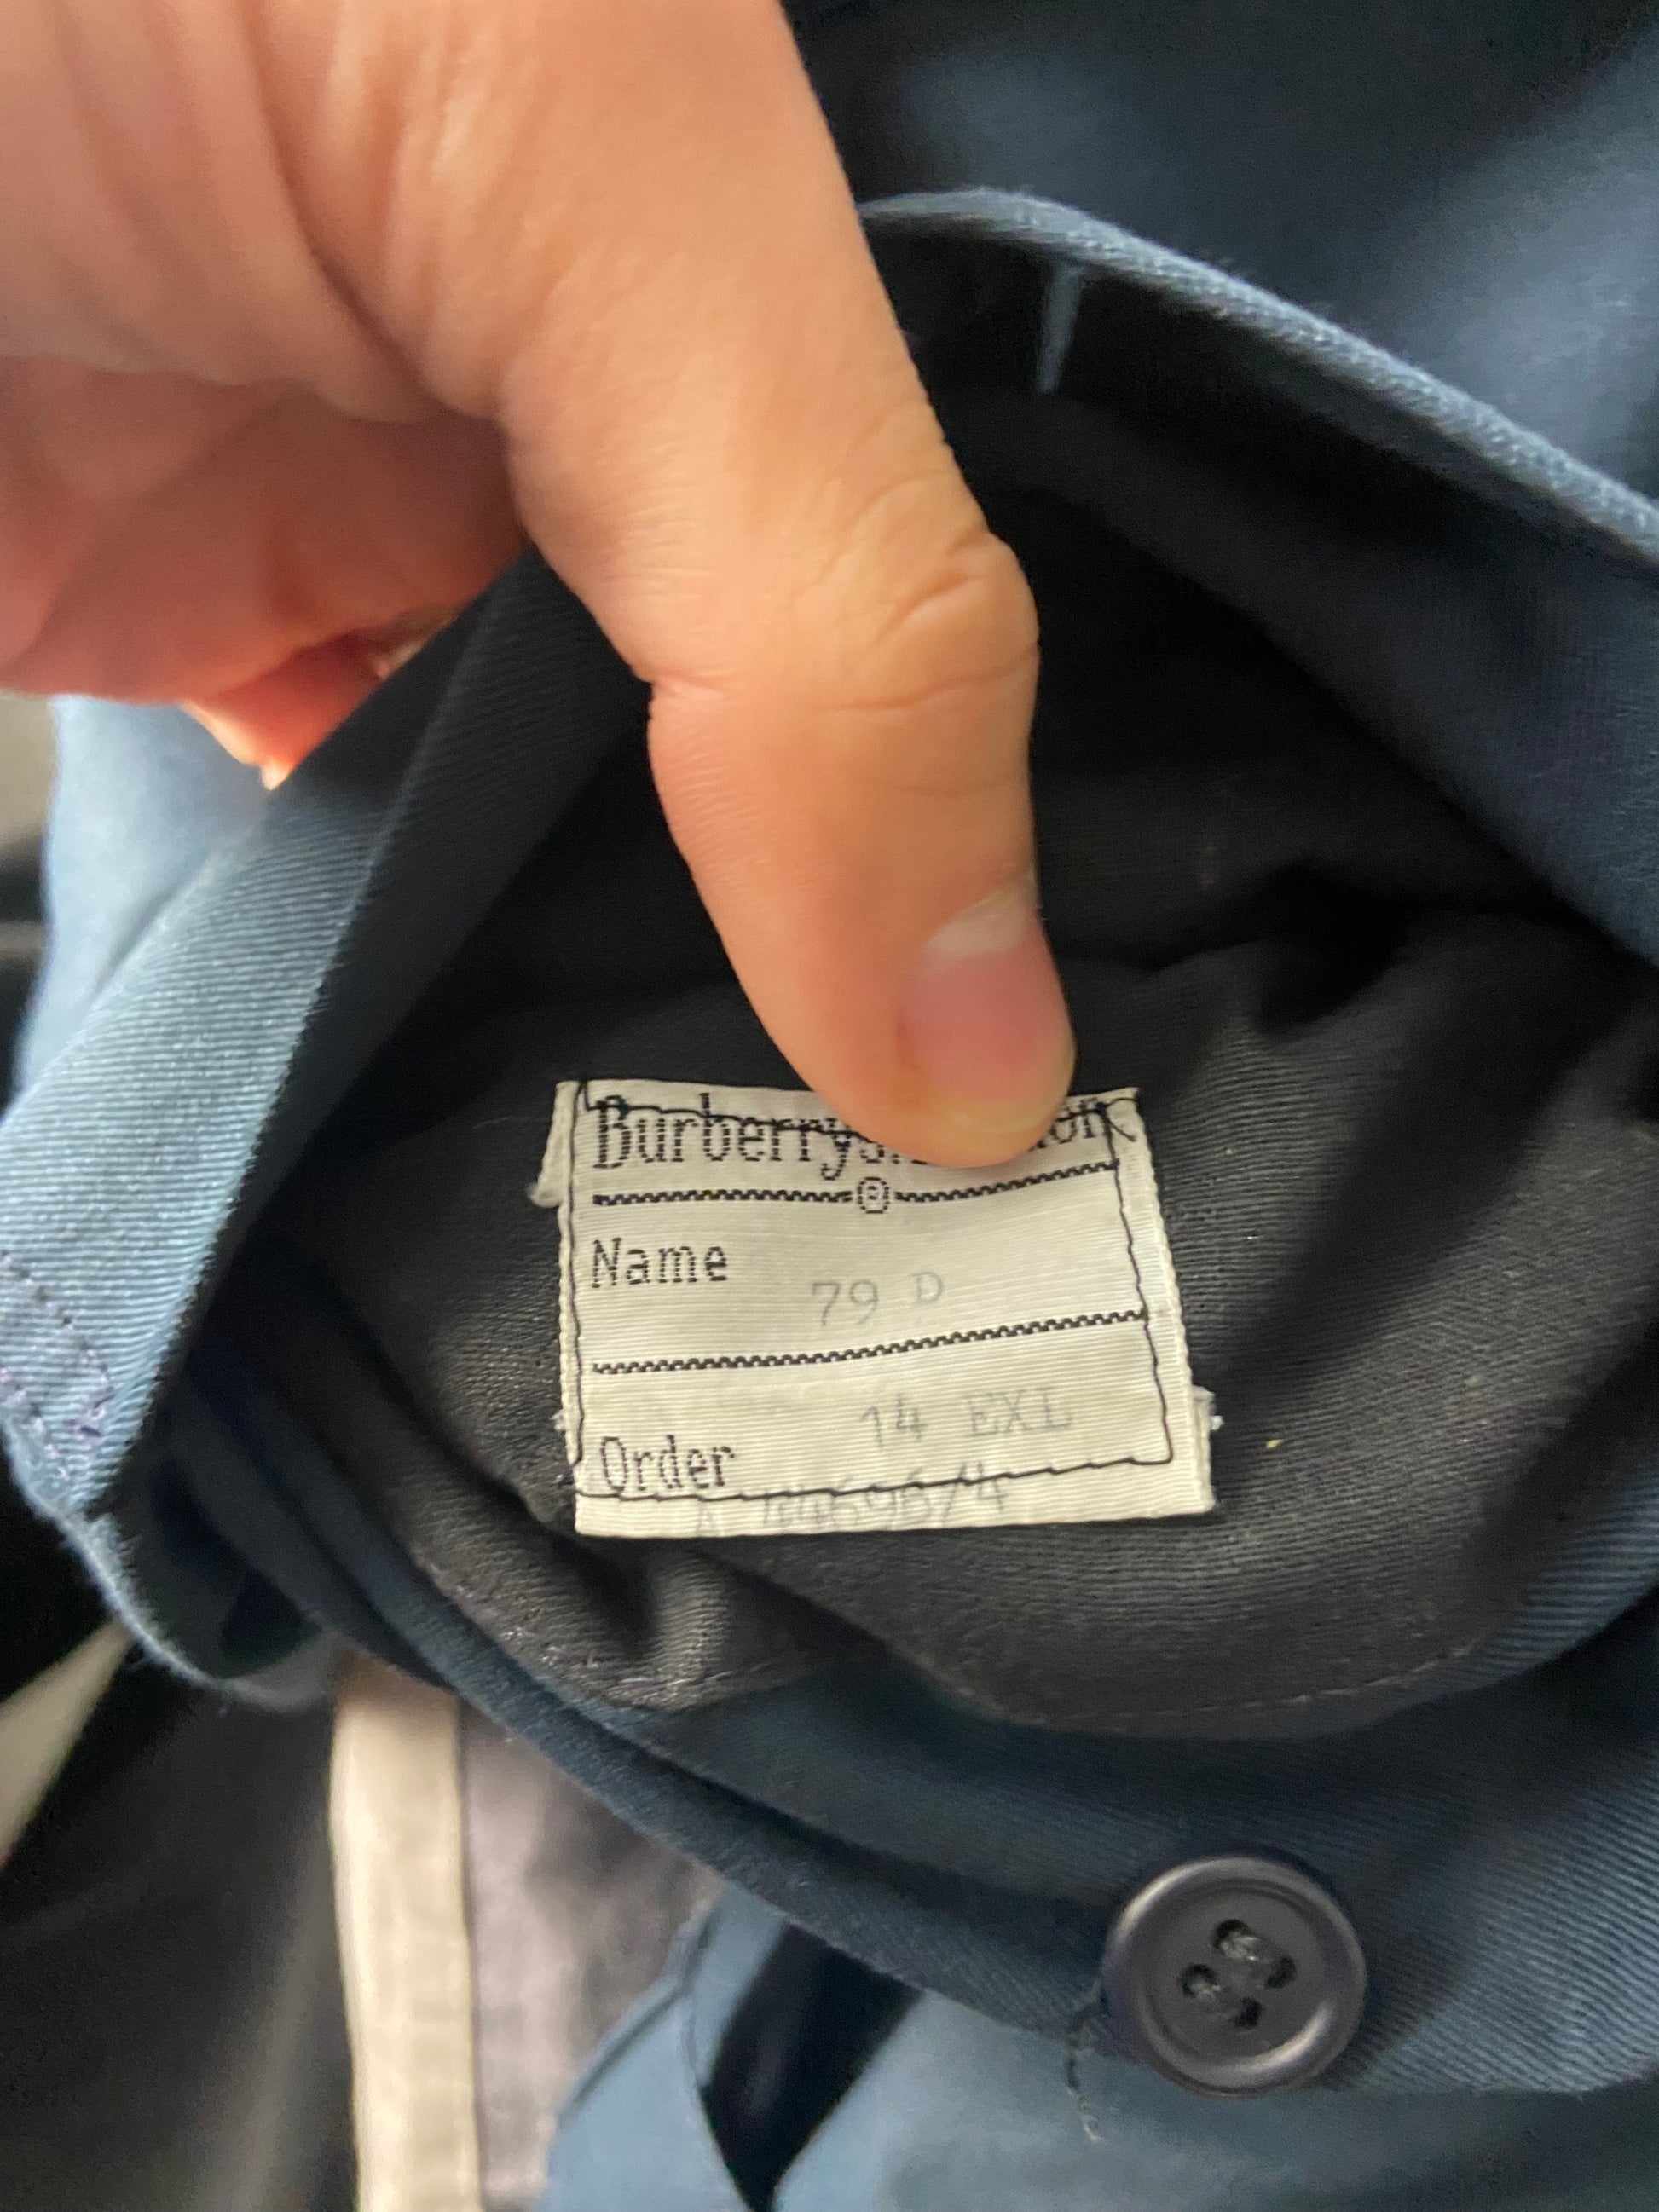 Burberrys
Name
79 D
14 EXL
Order